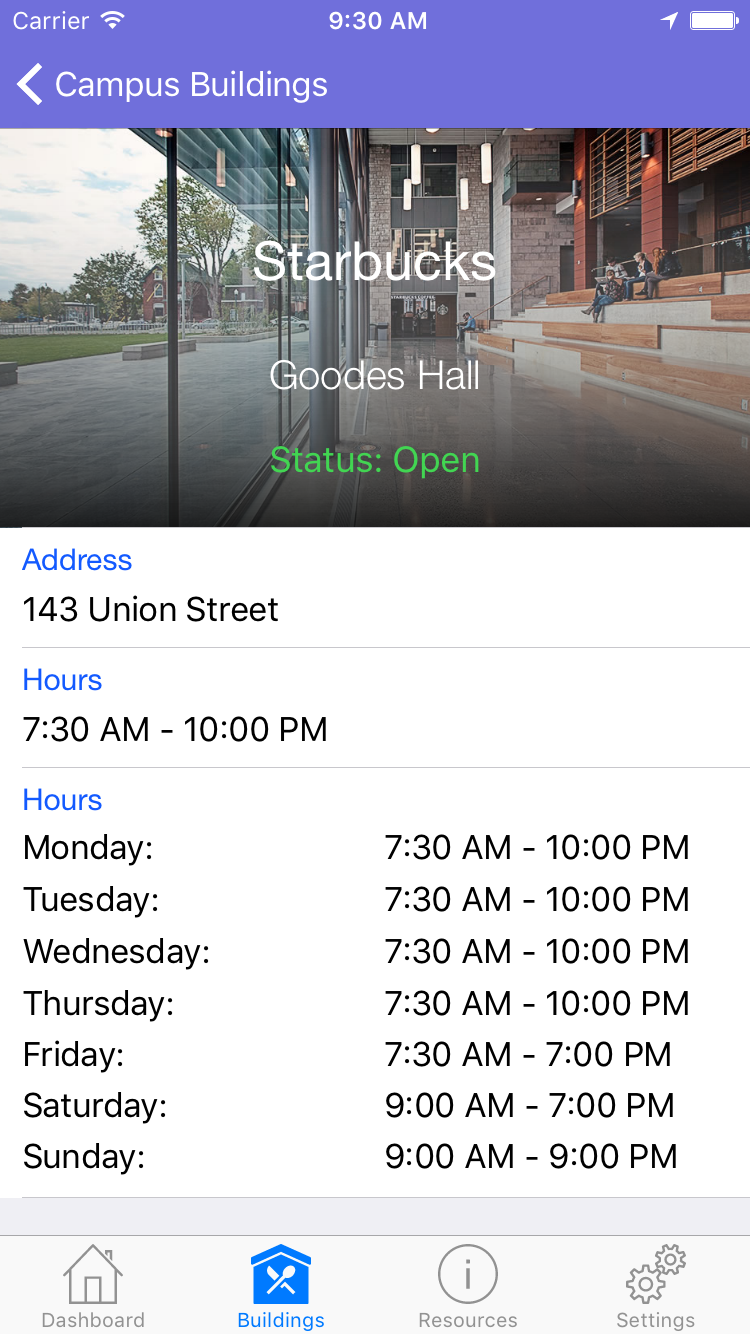 Carrier 9:30 AM
Campus Buildings
Starbucks
STARBUCKS COFFEE
Goodes Hall
Status: Open
Address
143 Union Street
Hours
7:30 AM - 10:00 PM
Hours
Monday: 7:30 AM - 10:00 PM
Tuesday: 7:30 AM - 10:00 PM
Wednesday: 7:30 AM - 10:00 PM
Thursday: 7:30 AM - 10:00 PM
Friday: 7:30 AM - 7:00 PM
Saturday: 9:00 AM - 7:00 PM
Sunday: 9:00 AM - 9:00 PM
Dashboard Buildings Resources Settings